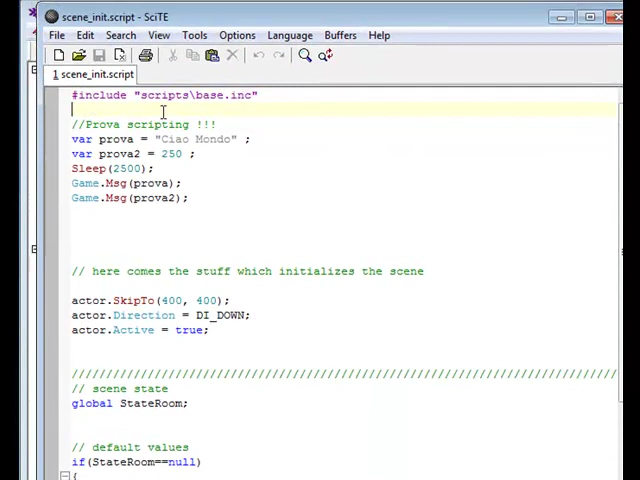 scene_init.script - SciTE
File Edit Search View Tools Options Language Buffers Help
1 scene_init.script
#include "scripts\base.inc"
//Prova scripting !!!
var prova = "Ciao Mondo" ;
var prova2 = 250 ;
Sleep(2500);
Game.Msg(prova);
Game.Msg(prova2);
// here comes the stuff which initializes the scene
actor.SkipTo(400, 400);
actor.Direction = DI_DOWN;
actor.Active = true;
//////////////////////////////////////////////////////////////////////////
// scene state
global StateRoom;
// default values
if(StateRoom==null)
{